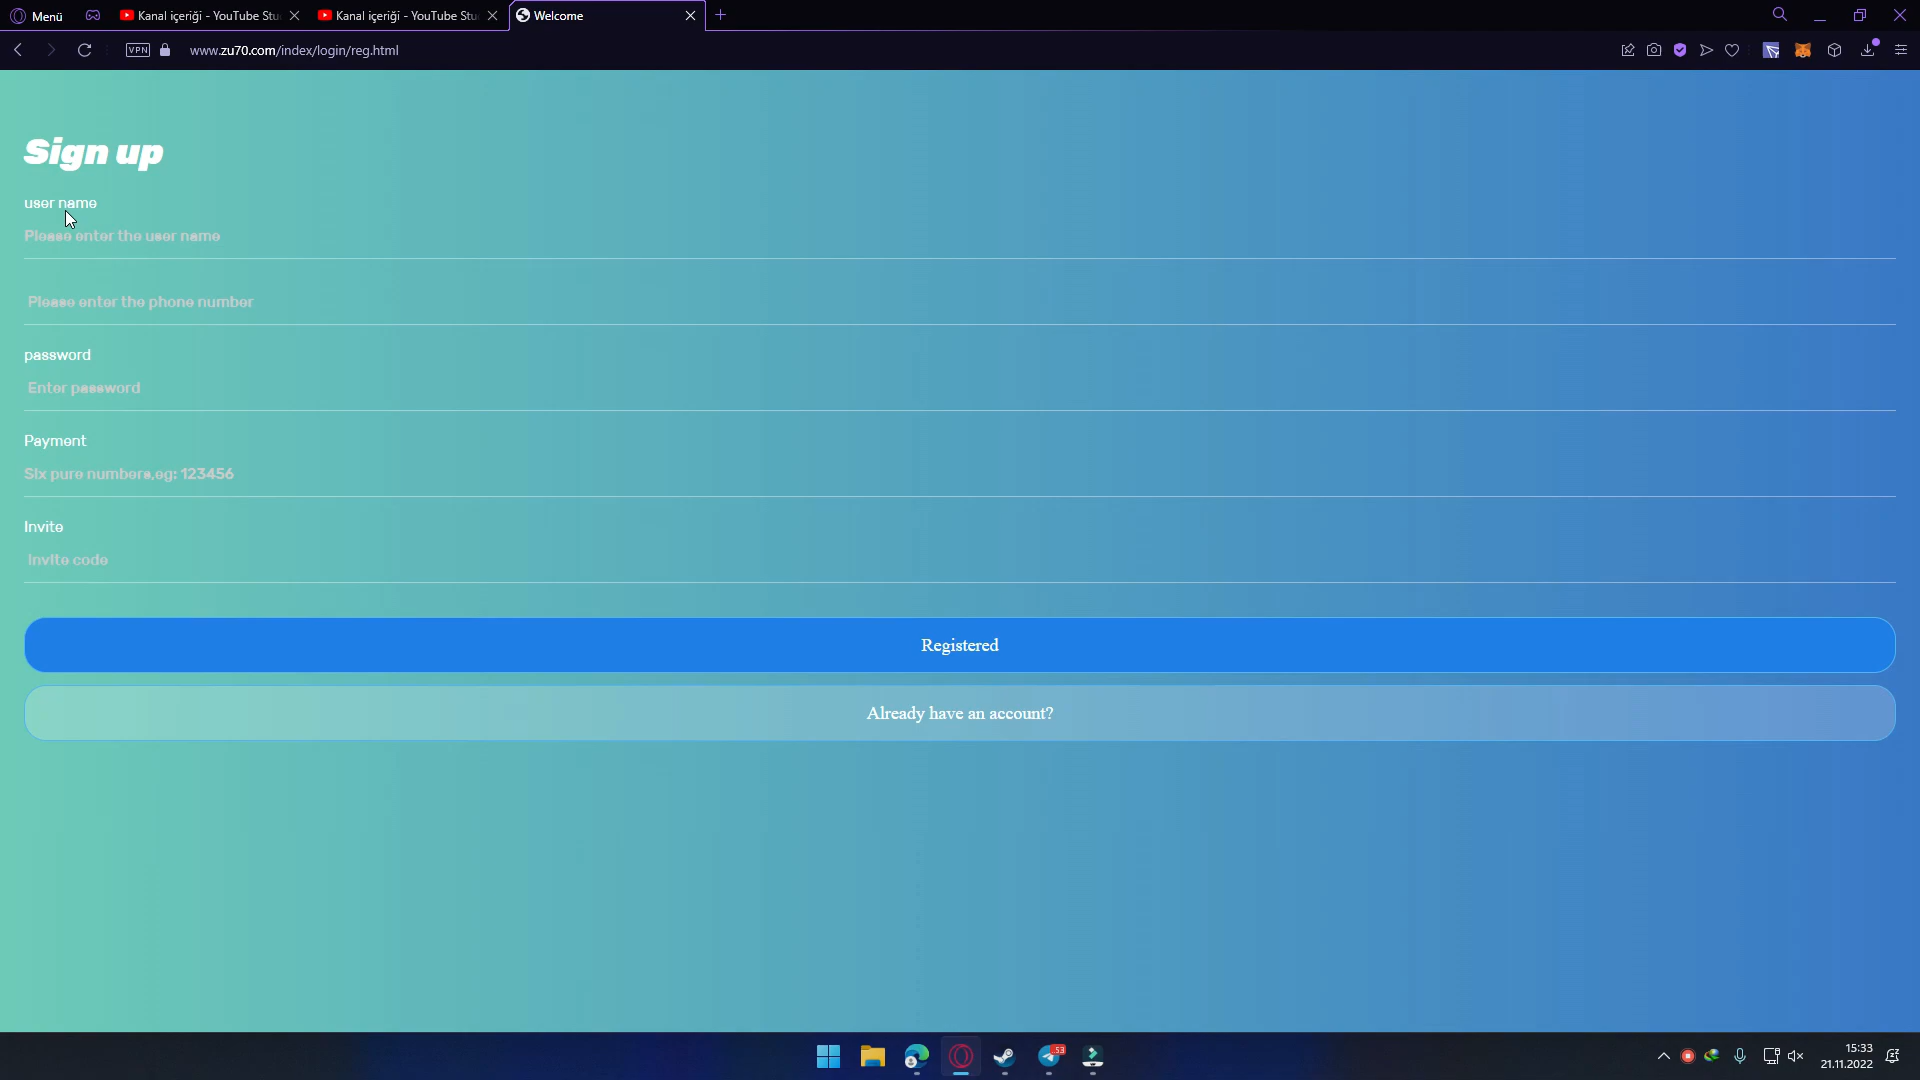 Menü
Kanal içeriği - YouTube Stu
Kanal içeriği - YouTube Stu
Welcome
VPN
www.zu70.com/index/login/reg.html
Sign up
user name
Please enter the user name
Please enter the phone number
password
Enter password
Payment
Six pure numbers,eg: 123456
Invite
Invite code
Registered
Already have an account?
53
15:33
21.11.2022